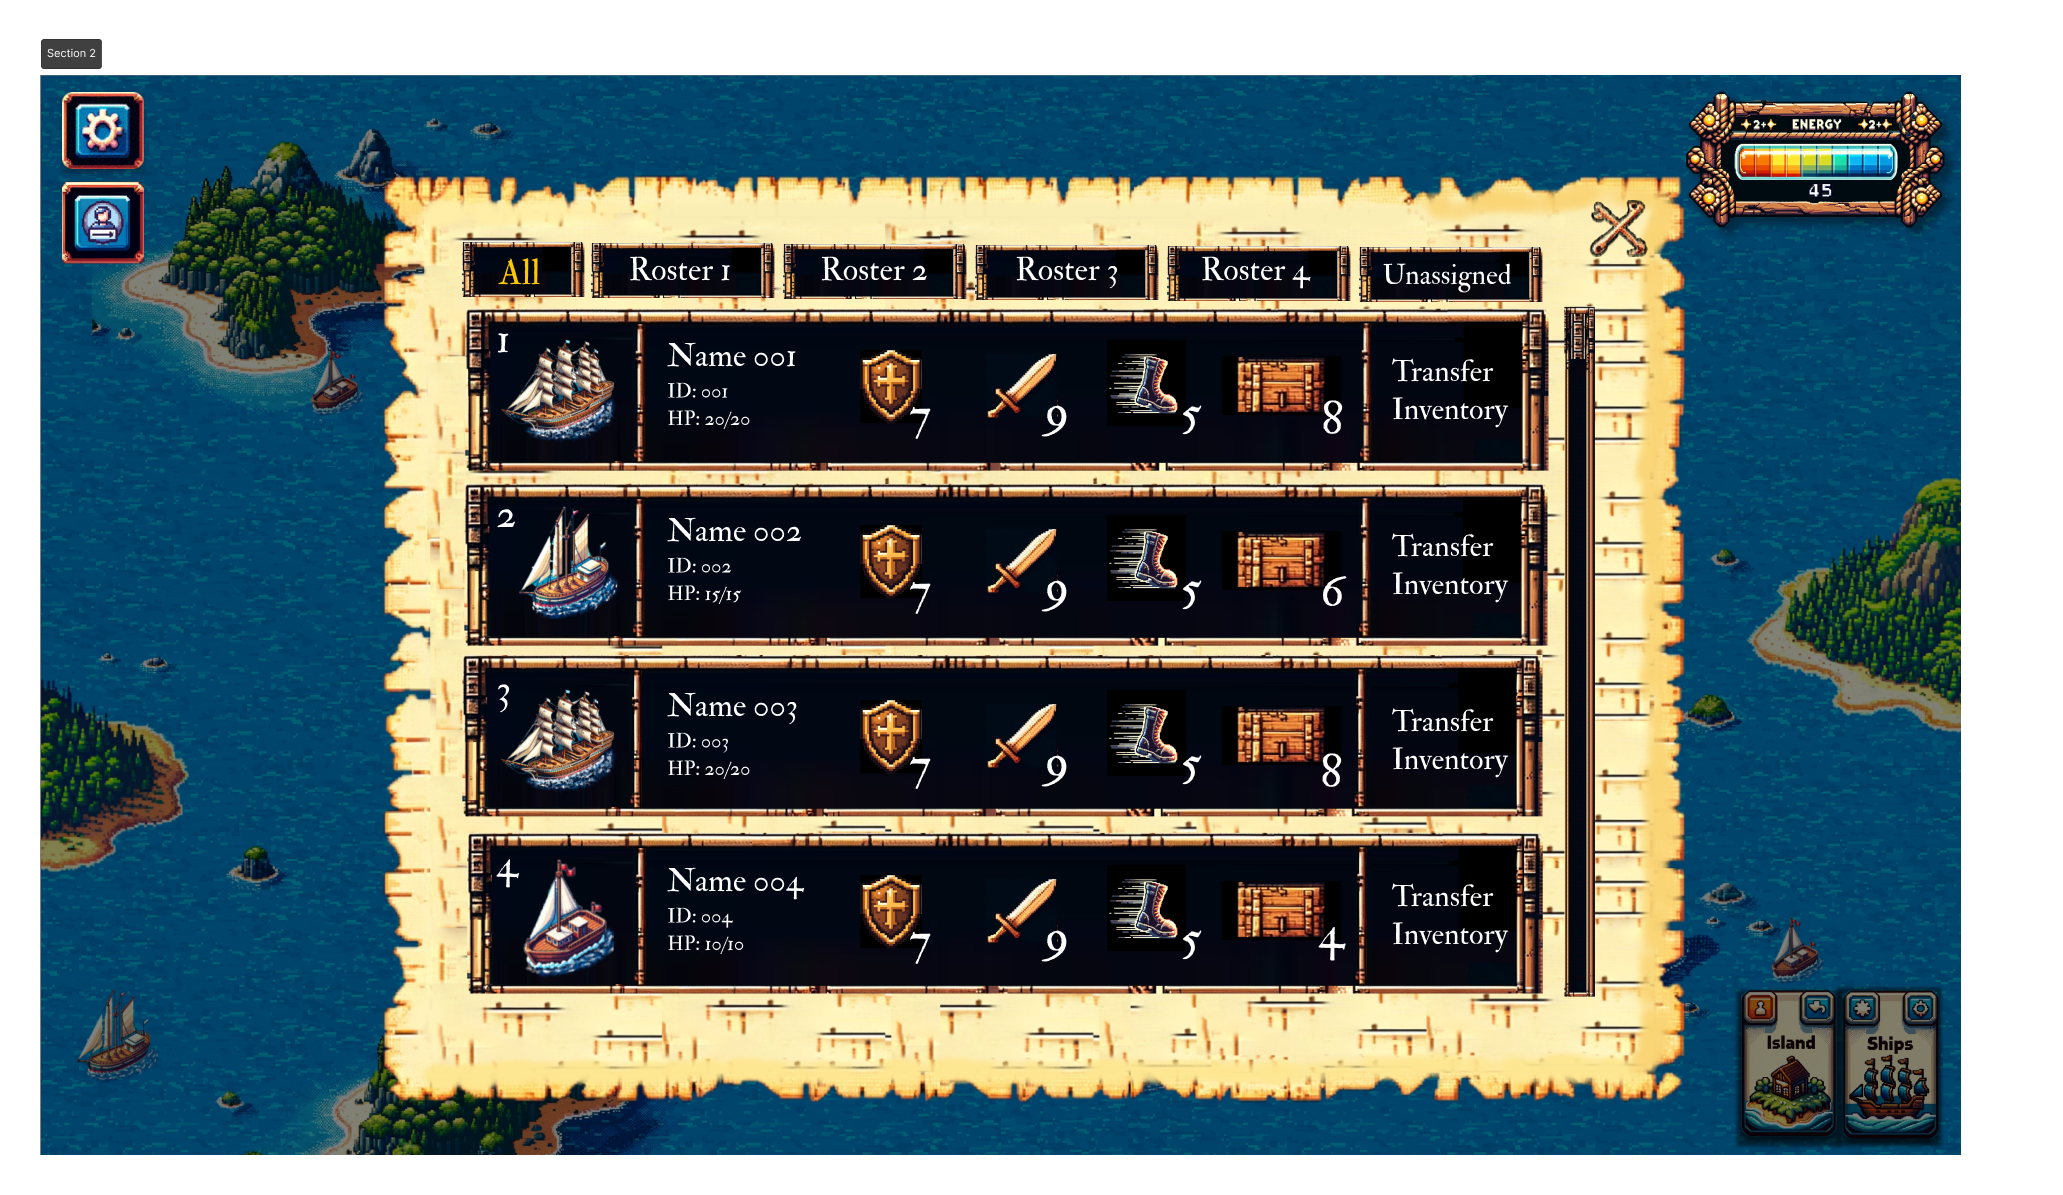 Section 2
2+ ENERGY 2+
45
All Roster 1 Roster 2 Roster 3 Roster 4 Unassigned
1
Name 001
ID: 001
HP: 20/20
7 9 5 8
Transfer
Inventory
2
Name 002
ID: 002
HP: 15/15
7 9 5 6
Transfer
Inventory
3
Name 003
ID: 003
HP: 20/20
7 9 5 8
Transfer
Inventory
4
Name 004
ID: 004
HP: 10/10
7 9 5 4
Transfer
Inventory
Island
Ships